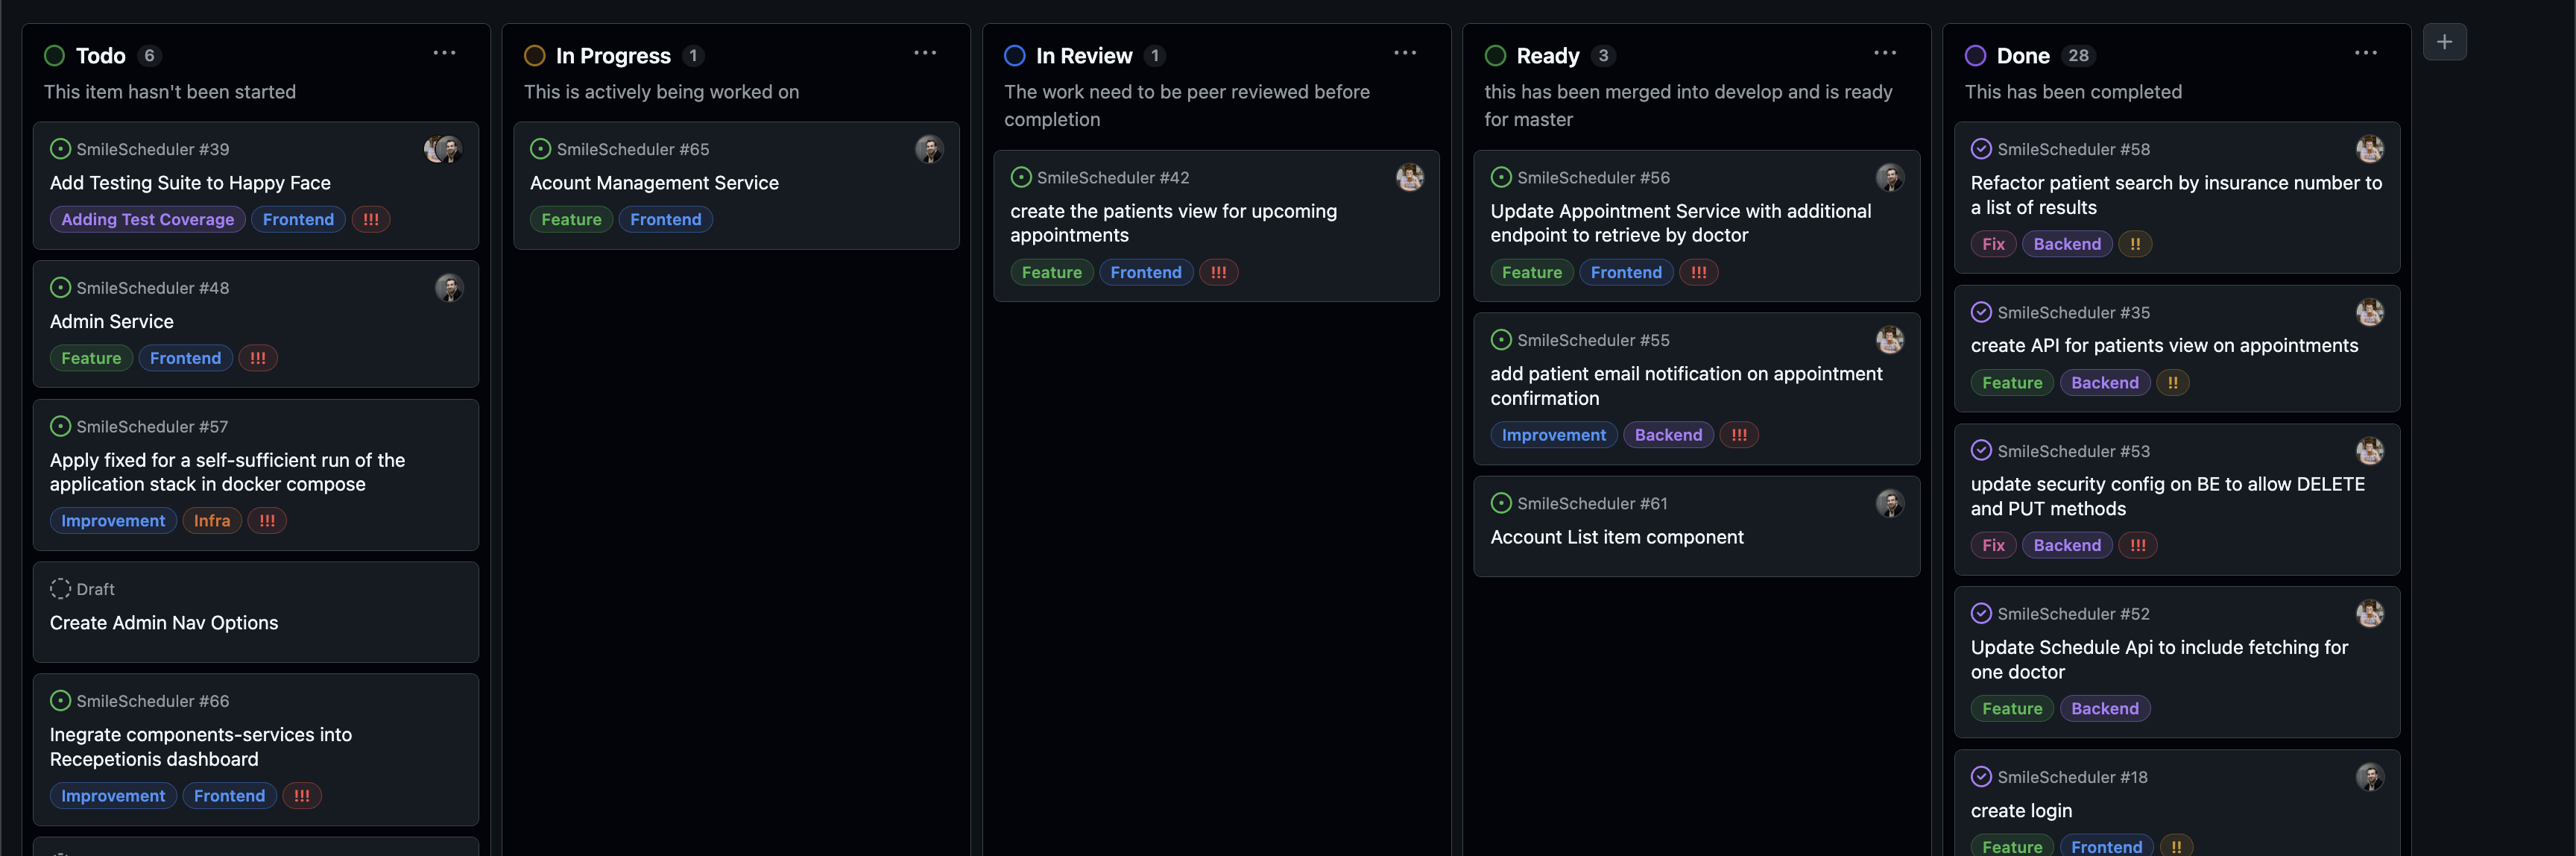 Todo 6
This item hasn't been started
SmileScheduler #39
Add Testing Suite to Happy Face
Adding Test Coverage Frontend !!!
SmileScheduler #48
Admin Service
Feature Frontend !!!
SmileScheduler #57
Apply fixed for a self-sufficient run of the
application stack in docker compose
Improvement Infra !!!
Draft
Create Admin Nav Options
SmileScheduler #66
Inegrate components-services into
Recepetionis dashboard
Improvement Frontend !!!
In Progress 1
This is actively being worked on
SmileScheduler #65
Acount Management Service
Feature Frontend
In Review 1
The work need to be peer reviewed before
completion
SmileScheduler #42
create the patients view for upcoming
appointments
Feature Frontend !!!
Ready 3
this has been merged into develop and is ready
for master
SmileScheduler #56
Update Appointment Service with additional
endpoint to retrieve by doctor
Feature Frontend !!!
SmileScheduler #55
add patient email notification on appointment
confirmation
Improvement Backend !!!
SmileScheduler #61
Account List item component
Done 28
This has been completed
SmileScheduler #58
Refactor patient search by insurance number to
a list of results
Fix Backend !!
SmileScheduler #35
create API for patients view on appointments
Feature Backend !!
SmileScheduler #53
update security config on BE to allow DELETE
and PUT methods
Fix Backend !!!
SmileScheduler #52
Update Schedule Api to include fetching for
one doctor
Feature Backend
SmileScheduler #18
create login
Feature Frontend !!